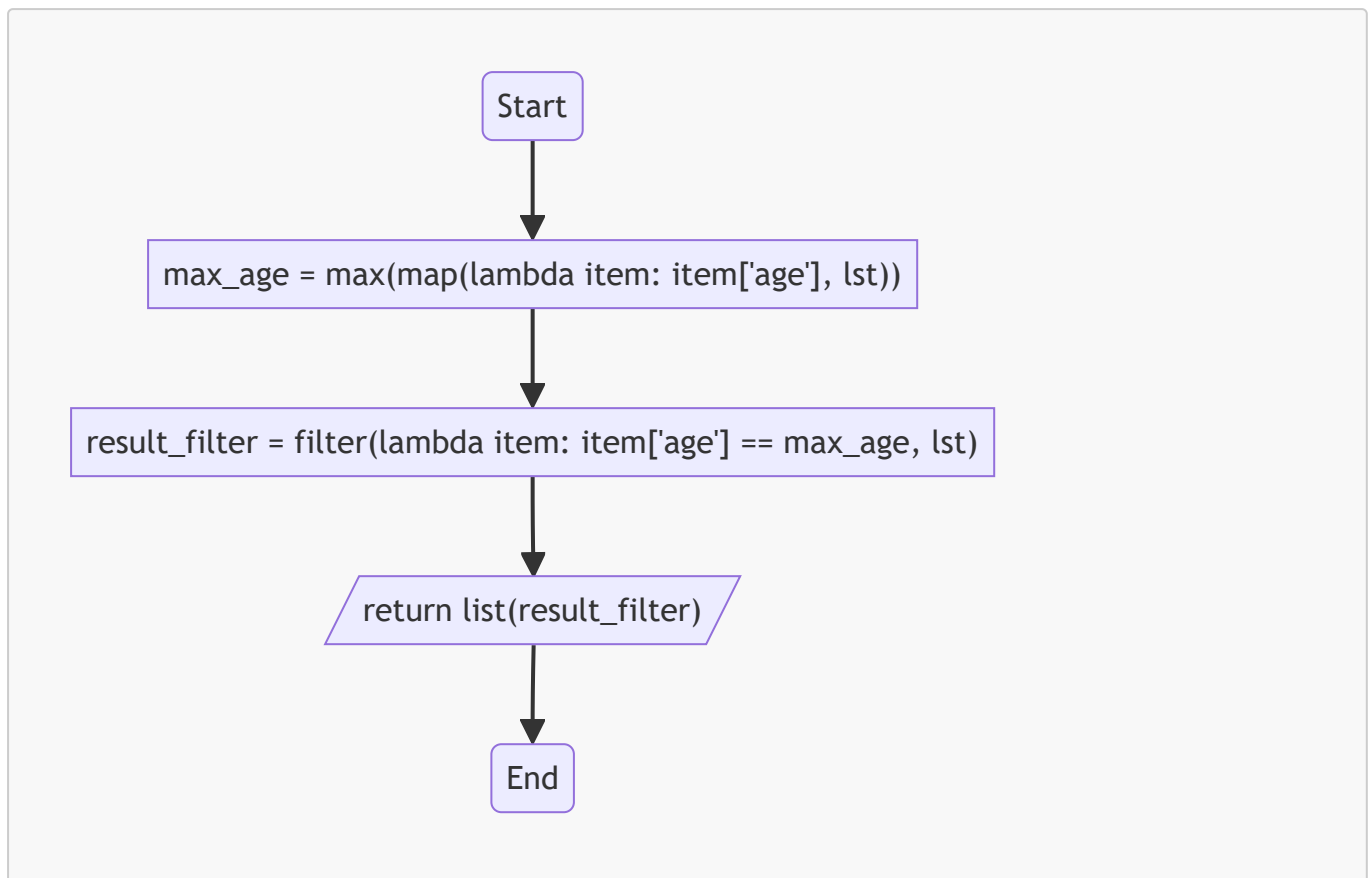 Start
max_age = max(map(lambda item: item['age'], lst))
result_filter = filter(lambda item: item['age'] == max_age, lst)
return list(result_filter)
End